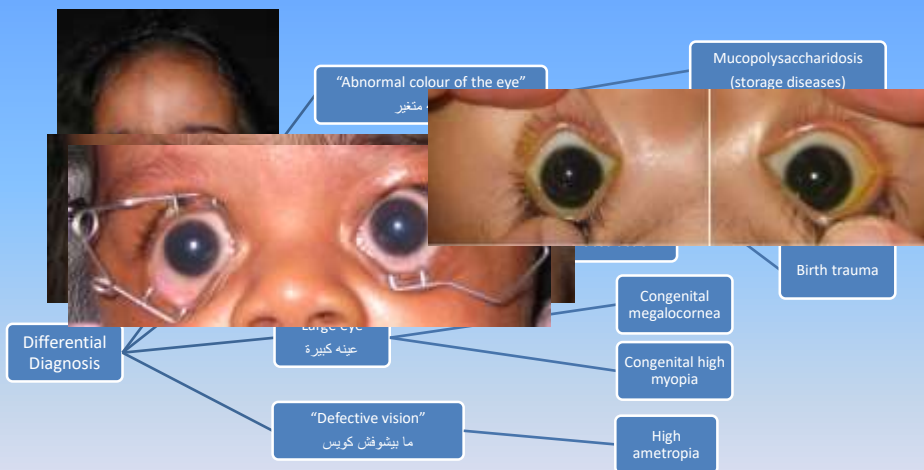 “Abnormal colour of the eye”
متغير
Mucopolysaccharidosis
(storage diseases)
Birth trauma
Differential
Diagnosis
عينه كبيرة
Congenital
megalocornea
Congenital high
myopia
“Defective vision”
ما بيشوفش كويس
High
ametropia